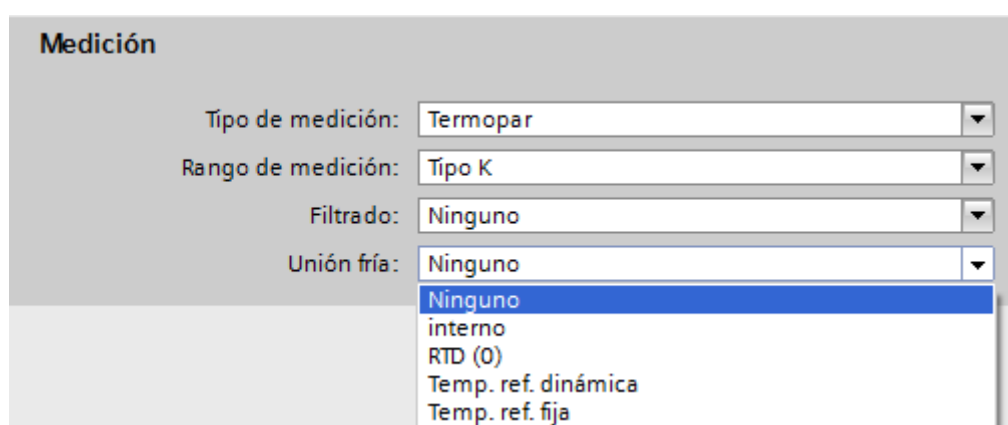 Medición
Tipo de medición: Termopar
Rango de medición: Tipo K
Filtrado: Ninguno
Unión fría: Ninguno
Ninguno
interno
RTD (0)
Temp. ref. dinámica
Temp. ref. fija